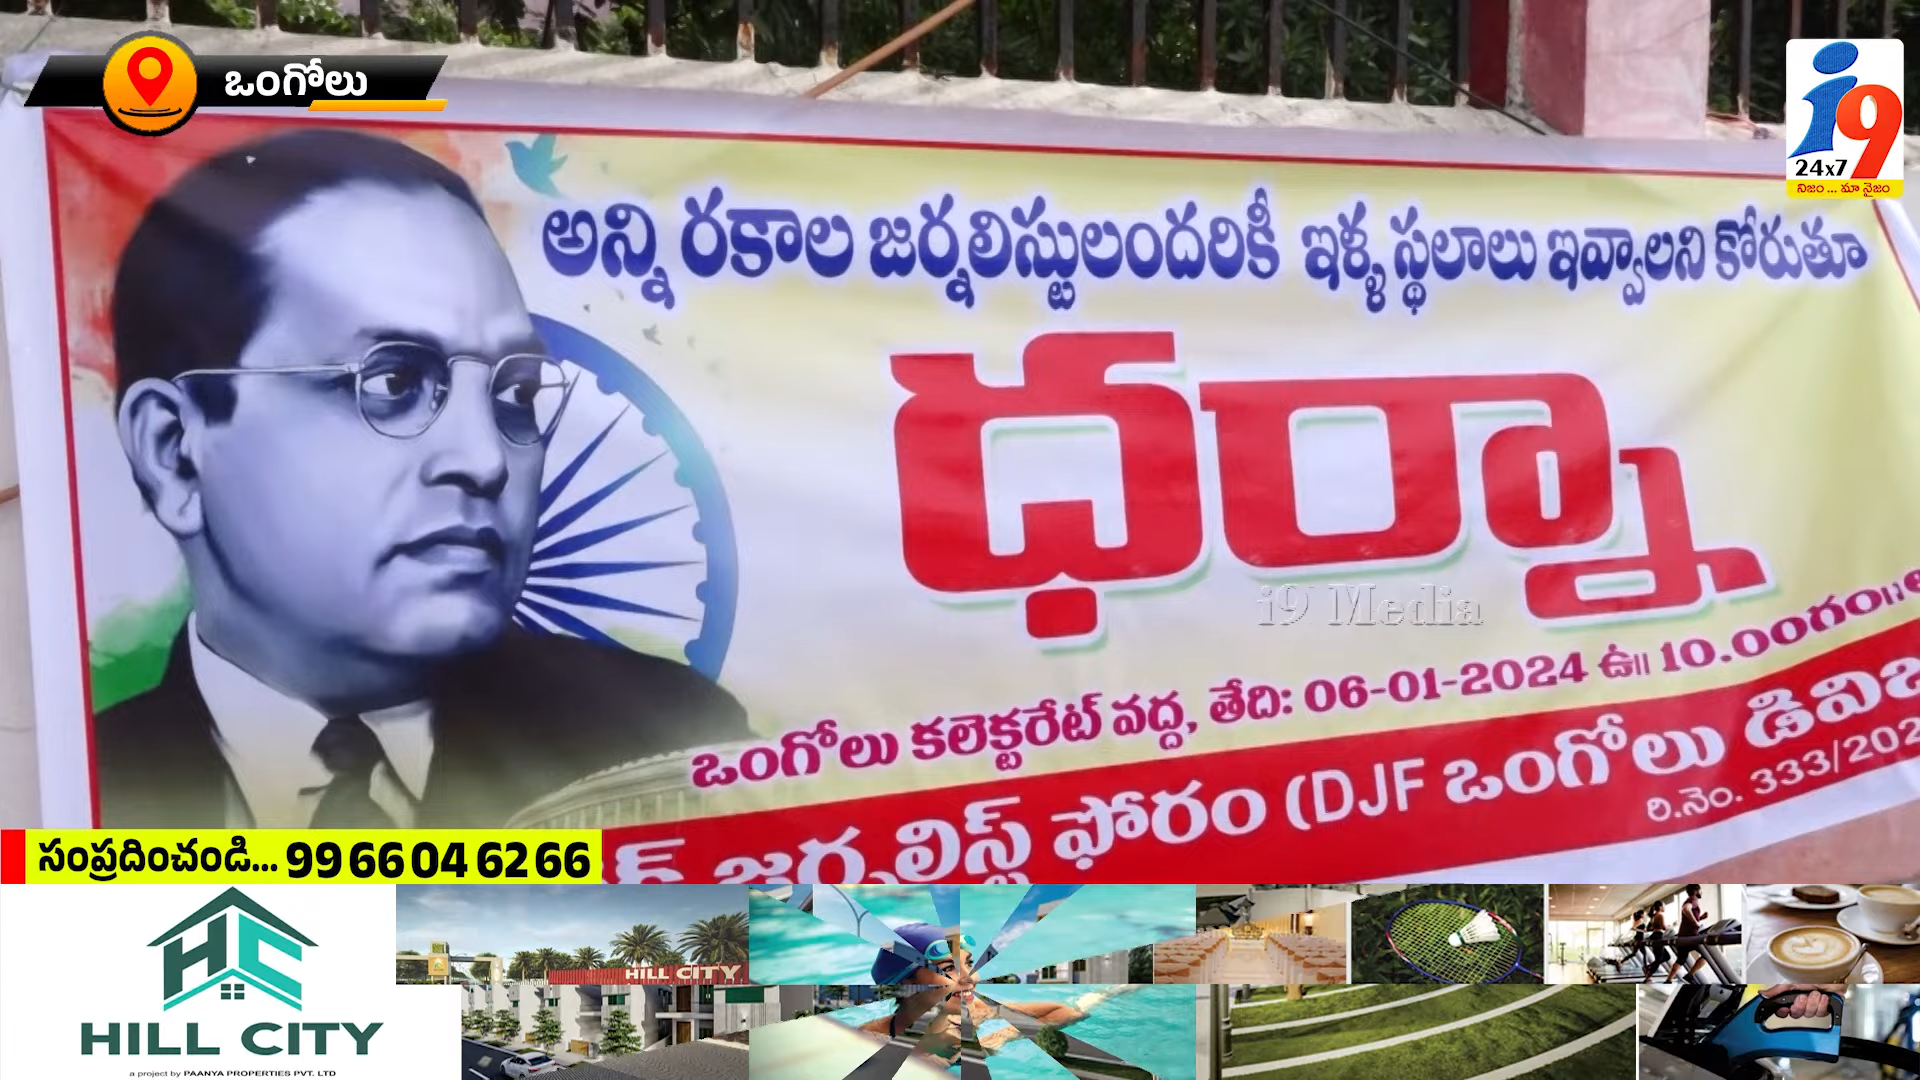 ఒంగోలు
i9
24x7
నిజం... మా నైజం
అన్ని రకాల జర్నలిస్టులందరికీ ఇళ్ళ స్థలాలు ఇవ్వాలని కోరుతూ
ధర్నా
i9 Media
ఒంగోలు కలెక్టరేట్ వద్ద, తేది: 06-01-2024 ఉ॥ 10.00గం॥
జర్నలిస్ట్ ఫోరం (DJF ఒంగోలు
రి.నెం. 333/202
సంప్రదించండి... 99 66 04 62 66
HC
HILL CITY
a project by PAANYA PROPERTIES PVT. LTD
HILL CITY